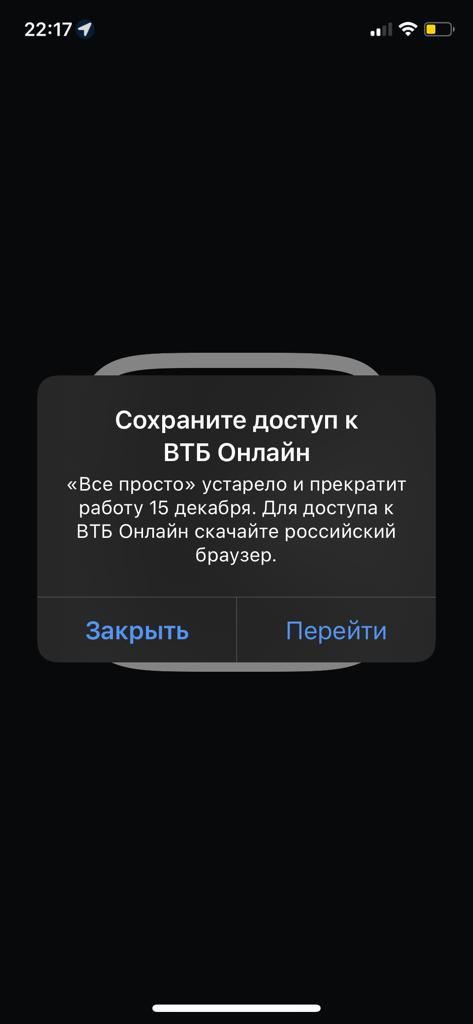 22:17
Сохраните доступ к
ВТБ Онлайн
«Все просто» устарело и прекратит
работу 15 декабря. Для доступа к
ВТБ Онлайн скачайте российский
браузер.
Закрыть
Перейти